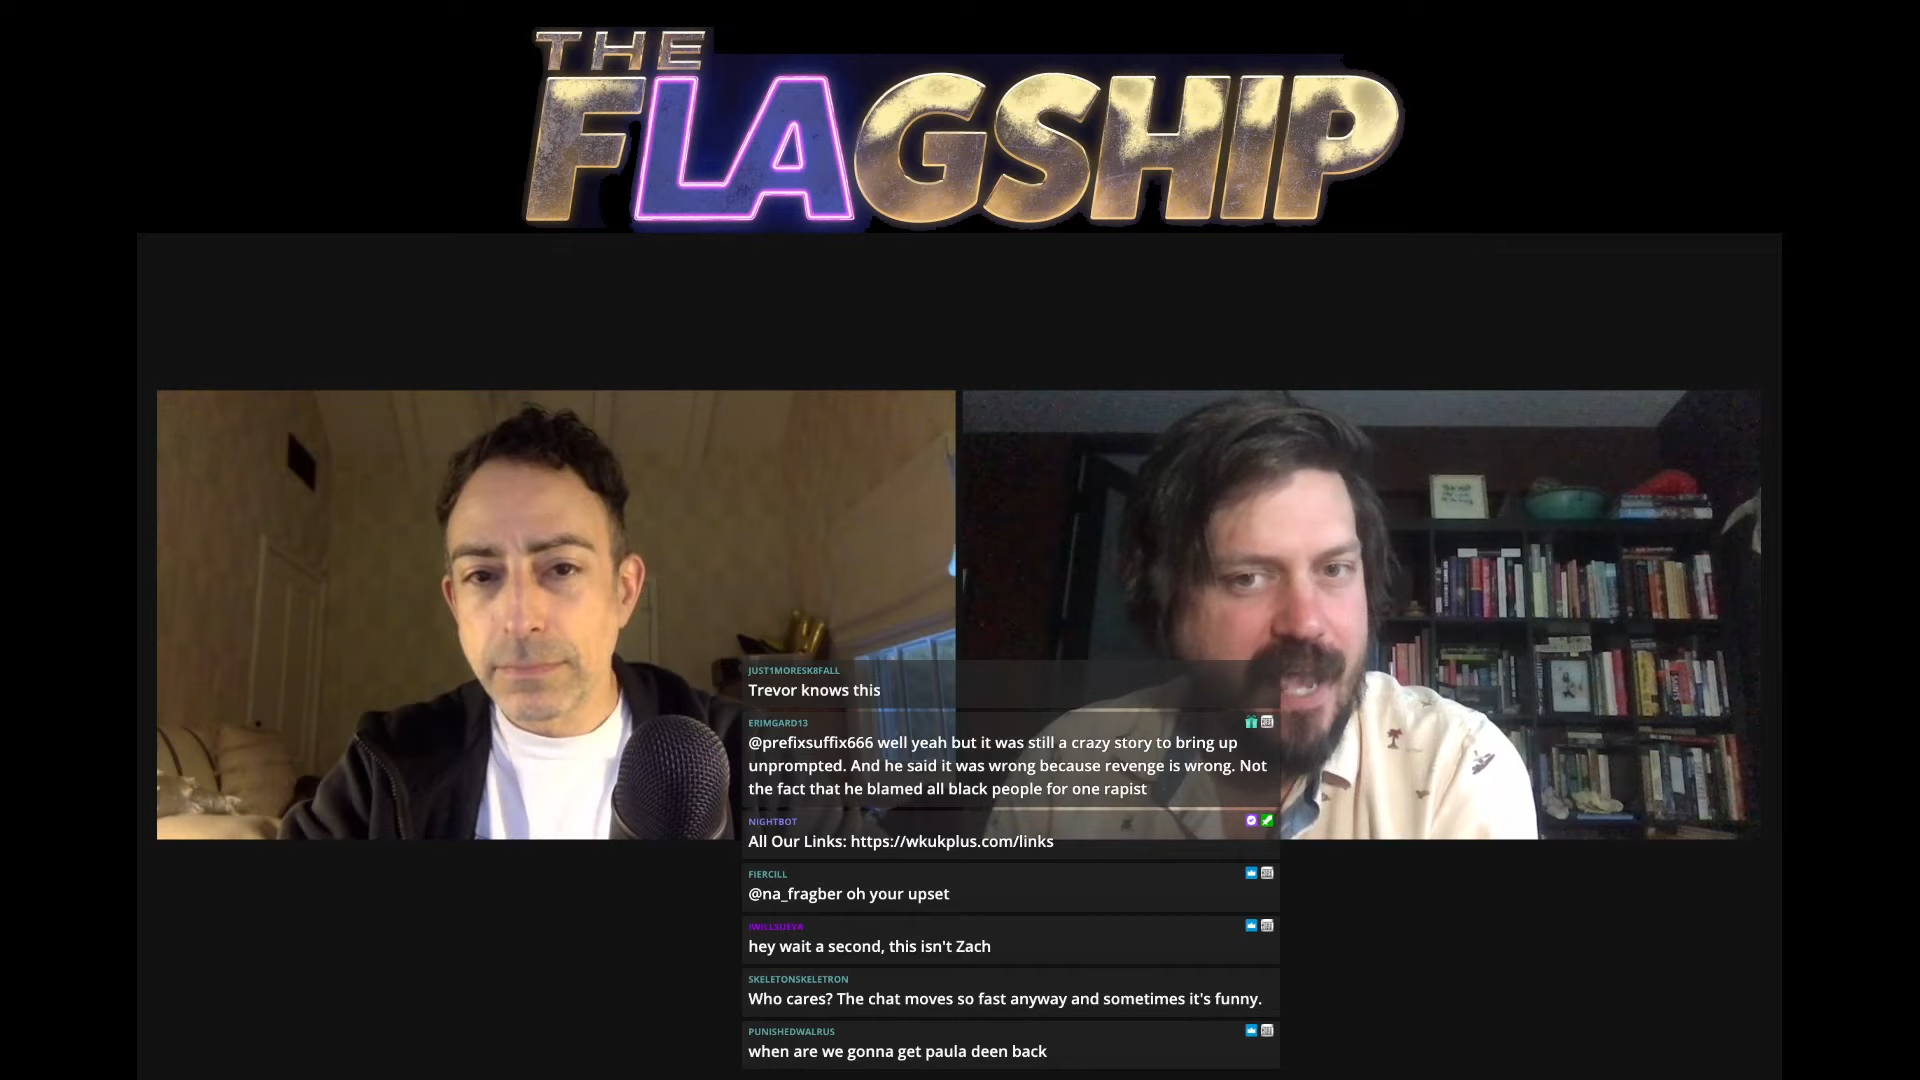 THE
FLAGSHIP
JUST1MORESK8FALL
Trevor knows this
ERIMGARD13
@prefixsuffix666 well yeah but it was still a crazy story to bring up
unprompted. And he said it was wrong because revenge is wrong. Not
the fact that he blamed all black people for one rapist
NIGHTBOT
All Our Links: https://wkukplus.com/links
FIERCILL
@na_fragber oh your upset
hey wait a second, this isn't Zach
SKELETONSKELETRON
Who cares? The chat moves so fast anyway and sometimes it's funny.
PUNISHEDWALRUS
when are we gonna get paula deen back